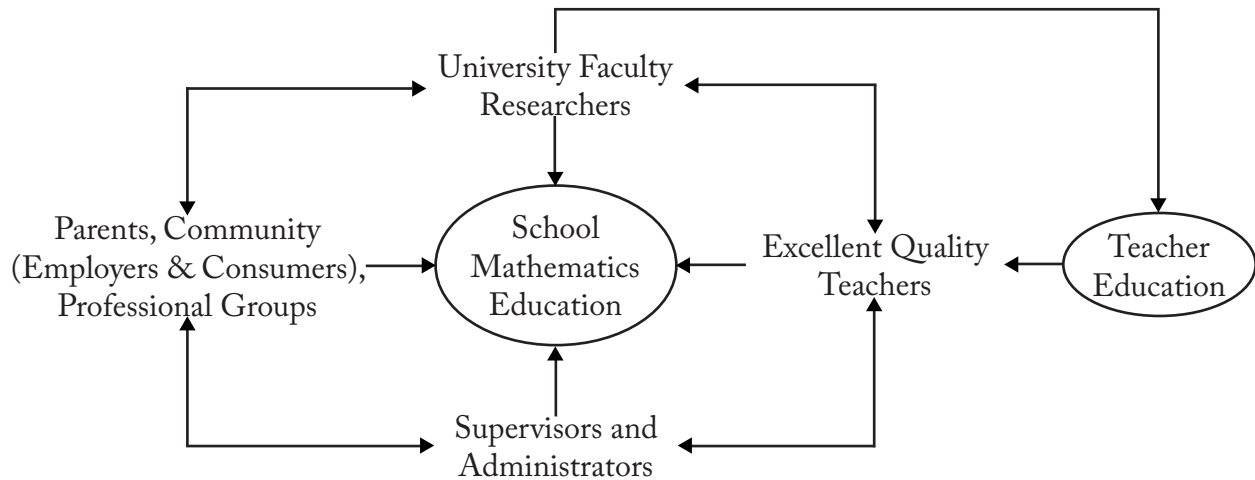 University Faculty
Researchers
Parents, Community
(Employers & Consumers),
Professional Groups
School
Mathematics
Education
Excellent Quality
Teachers
Teacher
Education
Supervisors and
Administrators